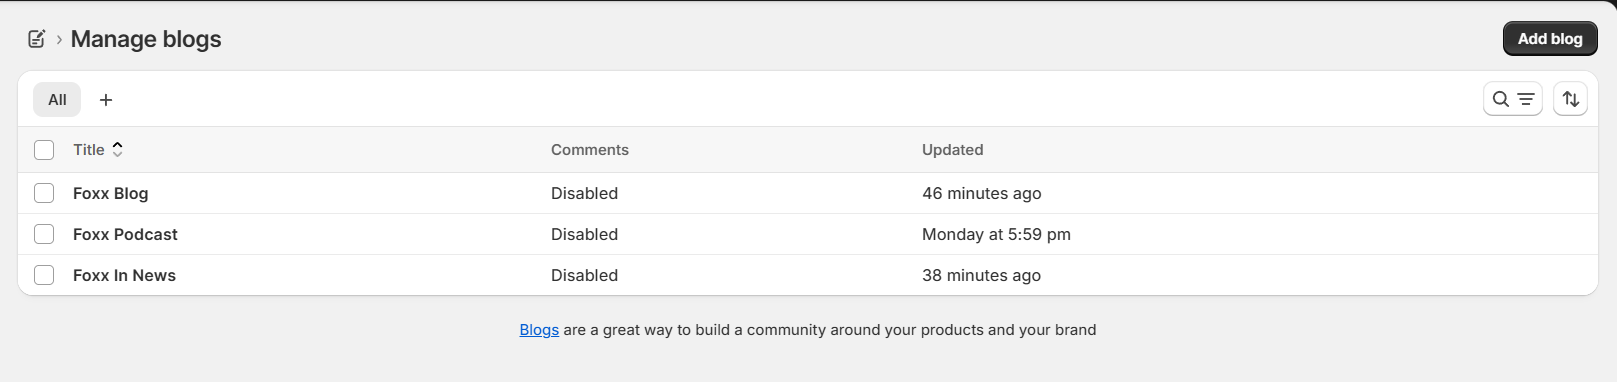 Manage blogs
Add blog
All
Title Comments Updated
Foxx Blog Disabled 46 minutes ago
Foxx Podcast Disabled Monday at 5:59 pm
Foxx In News Disabled 38 minutes ago
Blogs are a great way to build a community around your products and your brand